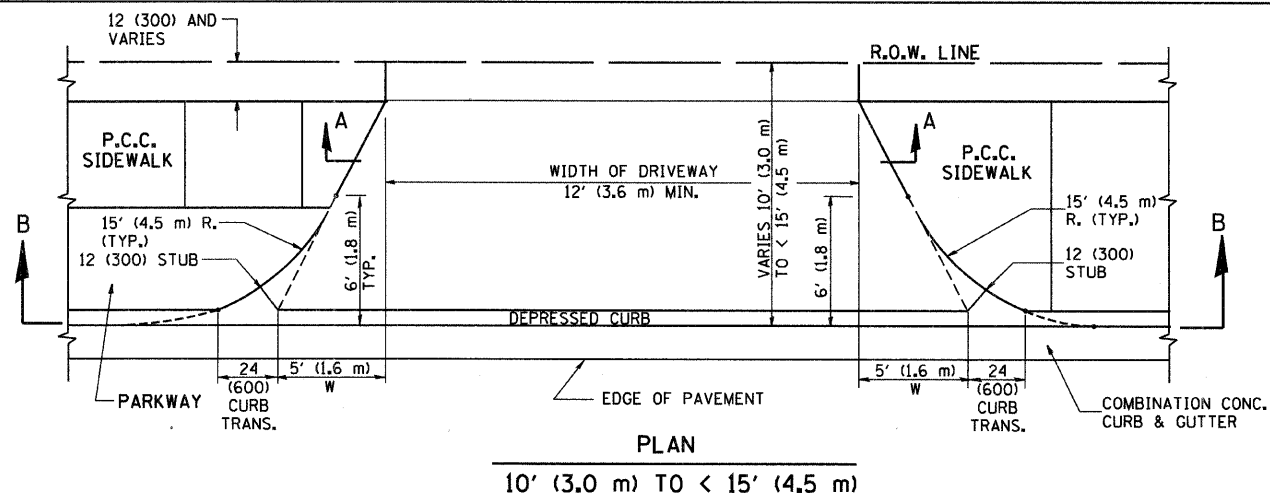 12 (300) AND
VARIES
R.O.W. LINE
A
A
P.C.C.
SIDEWALK
P.C.C.
SIDEWALK
WIDTH OF DRIVEWAY
12' (3.6 m) MIN.
VARIES 10' (3.0 m)
TO < 15' (4.5 m)
B
B
15' (4.5 m) R.
(TYP.)
12 (300) STUB
6' (1.8 m)
TYP.
6' (1.8 m)
15' (4.5 m)
R. (TYP.)
12 (300)
STUB
DEPRESSED CURB
24
(600)
CURB
TRANS.
5' (1.6 m)
W
5' (1.6 m)
W
24
(600)
CURB
TRANS.
PARKWAY
EDGE OF PAVEMENT
COMBINATION CONC.
CURB & GUTTER
PLAN
10' (3.0 m) TO < 15' (4.5 m)